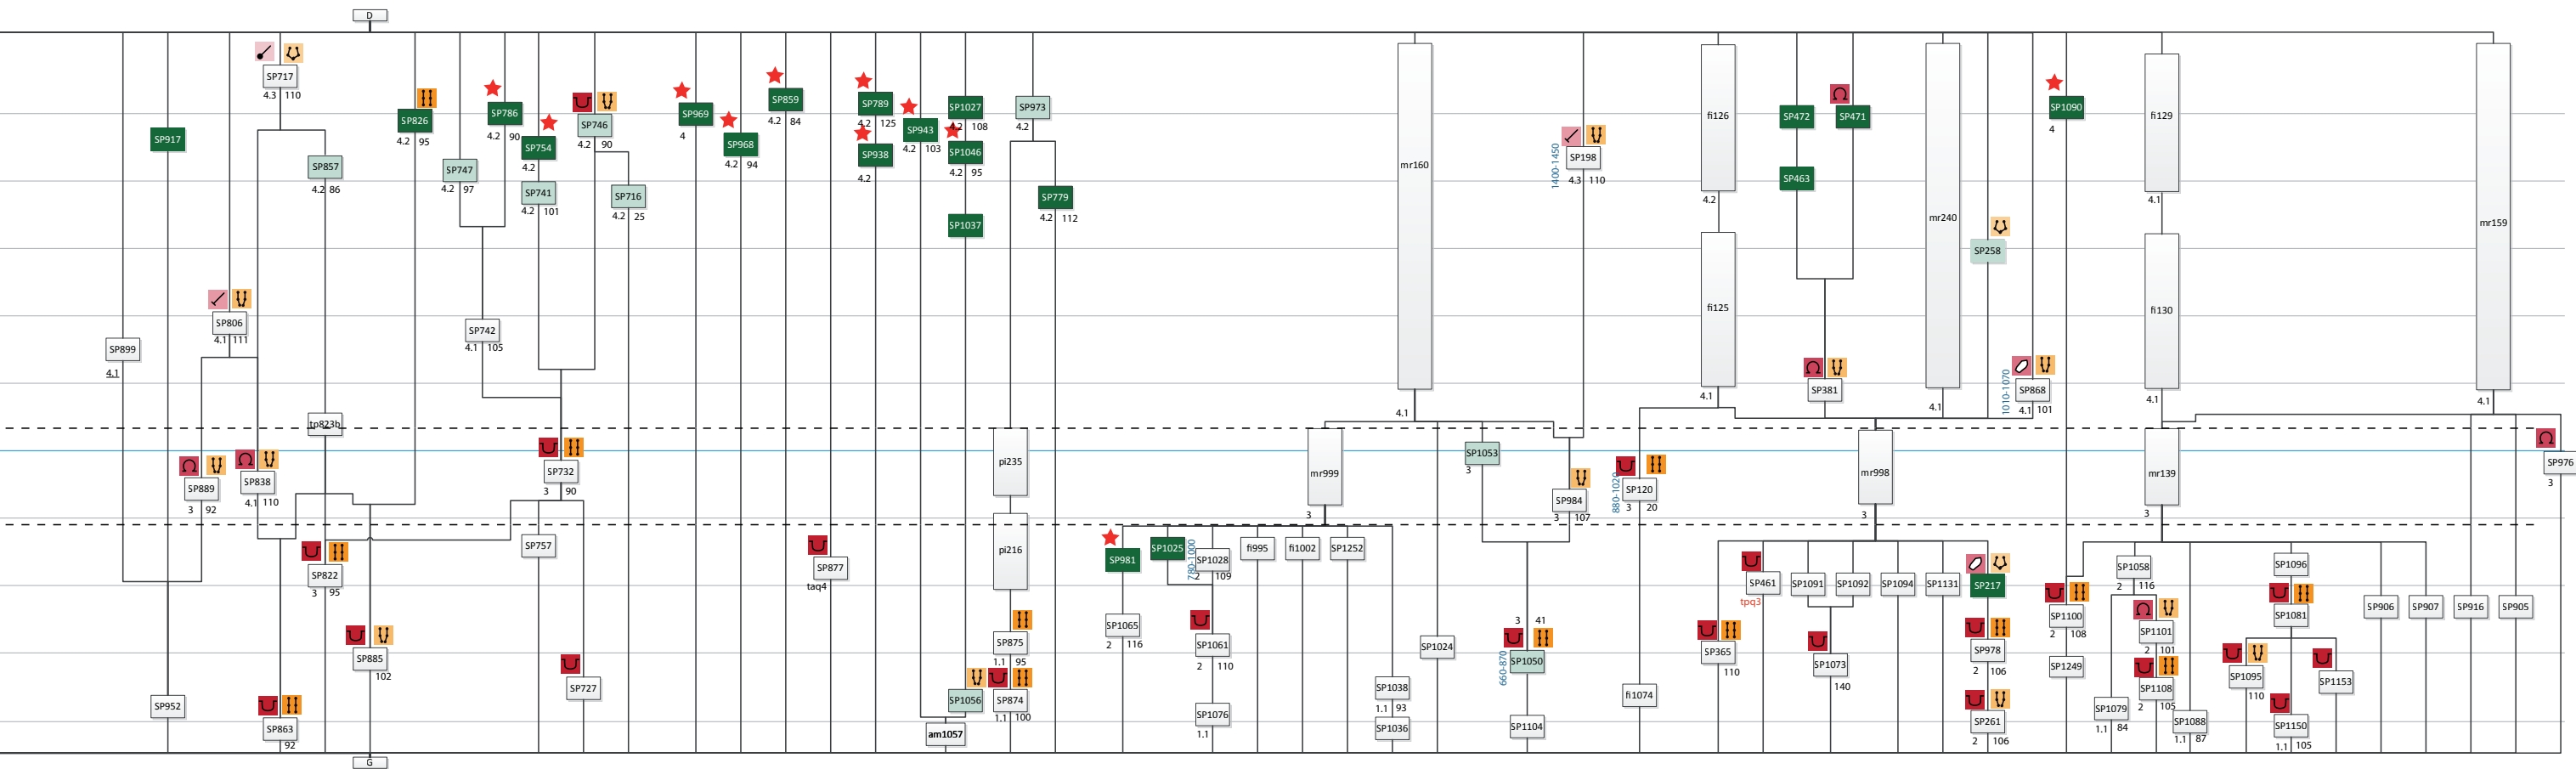 D
SP717
4.3 110
SP917
SP857
4.2 86
SP826
4.2 95
SP747
4.2 97
SP786
4.2 90
SP754
4.2
SP741
4.2 101
SP746
4.2 90
SP716
4.2 25
SP969
4
SP968
4.2 94
SP859
4.2 84
SP789
4.2 125
SP938
4.2
SP943
4.2 103
SP1027
4.2 108
SP1046
4.2 95
SP1037
SP973
4.2
SP779
4.2 112
mr160
4.1
1400-1450
SP198
4.3 110
fi126
4.2
fi125
4.1
SP472
SP463
SP471
mr240
4.1
SP258
SP1090
4
fi129
4.1
fi130
4.1
mr159
4.1
SP806
4.1 111
SP899
4.1
SP742
4.1 105
SP381
1010-1070
SP868
4.1 101
tp823b
SP889
3 92
SP838
4.1 110
SP732
3 90
pi235
mr999
3
SP1053
3
SP984
3 107
880-1020
SP120
3 20
mr998
3
mr139
3
SP976
3
SP822
3 95
SP757
SP877
taq4
pi216
SP981
SP1025
780-1000
SP1028
2 109
fi995
fi1002
SP1252
SP461
tpq3
SP1091
SP1092
SP1094
SP1131
SP217
SP1058
2 116
SP1096
SP885
102
SP727
SP875
1.1 95
SP1065
2 116
SP1061
2 110
SP1024
3 41
660-870
SP1050
SP365
110
SP1073
140
SP978
2 106
SP1100
2 108
SP1249
SP1101
2 101
SP1108
2 105
SP1081
SP906
SP907
SP916
SP905
SP1095
110
SP1153
SP952
SP863
92
SP1056
SP874
1.1 100
am1057
SP1076
1.1
SP1038
1.1 93
SP1036
SP1104
fi1074
SP261
2 106
SP1079
1.1 84
SP1088
1.1 87
SP1150
1.1 105
G